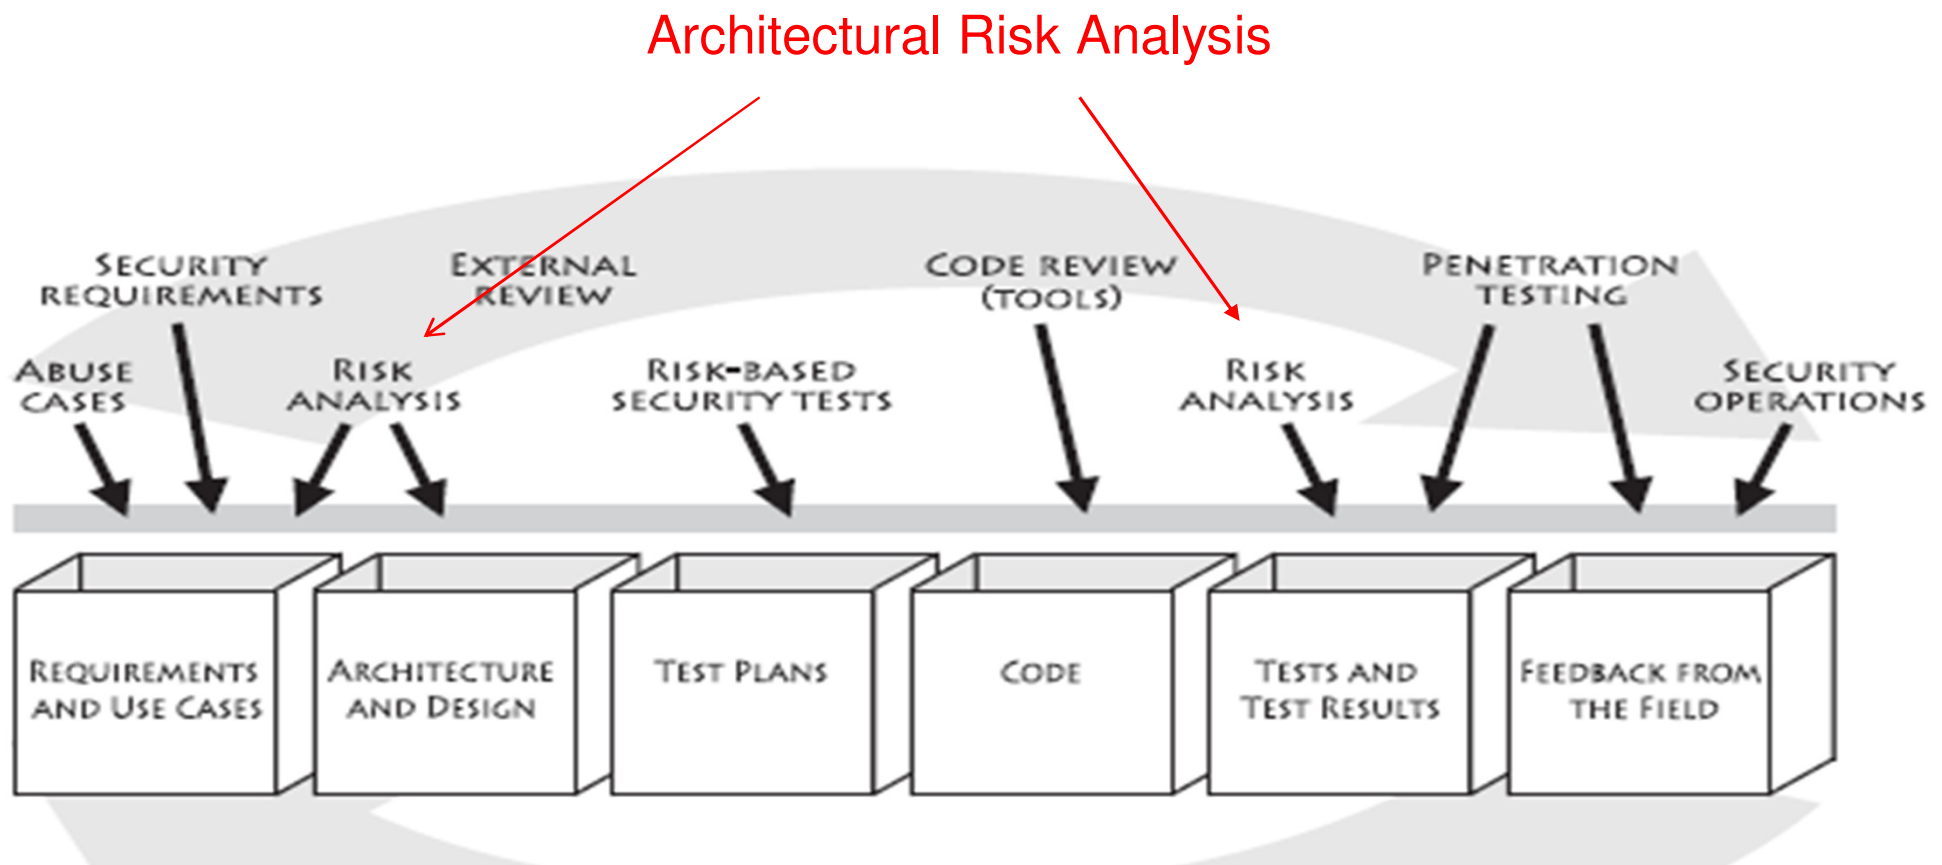 Architectural Risk Analysis
SECURITY
REQUIREMENTS
EXTERNAL
REVIEW
CODE REVIEW
(TOOLS)
PENETRATION
TESTING
ABUSE
CASES
RISK
ANALYSIS
RISK-BASED
SECURITY TESTS
RISK
ANALYSIS
SECURITY
OPERATIONS
REQUIREMENTS
AND USE CASES
ARCHITECTURE
AND DESIGN
TEST PLANS
CODE
TESTS AND
TEST RESULTS
FEEDBACK FROM
THE FIELD